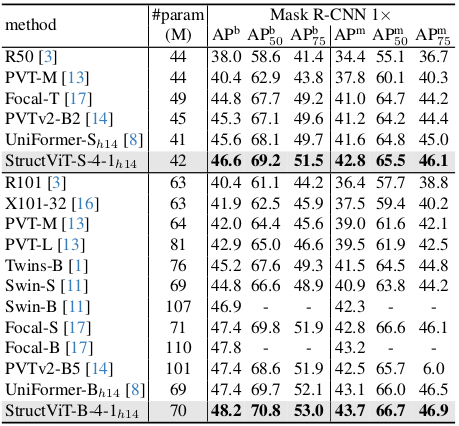 method #param (M) Mask R-CNN 1×
AP^b AP^b_50 AP^b_75 AP^m AP^m_50 AP^m_75
R50 [3] 44 38.0 58.6 41.4 34.4 55.1 36.7
PVT-M [13] 44 40.4 62.9 43.8 37.8 60.1 40.3
Focal-T [17] 49 44.8 67.7 49.2 41.0 64.7 44.2
PVTv2-B2 [14] 45 45.3 67.1 49.6 41.2 64.2 44.4
UniFormer-S_h14 [8] 41 45.6 68.1 49.7 41.6 64.8 45.0
StructViT-S-4-1_h14 42 46.6 69.2 51.5 42.8 65.5 46.1
R101 [3] 63 40.4 61.1 44.2 36.4 57.7 38.8
X101-32 [16] 63 41.9 62.5 45.9 37.5 59.4 40.2
PVT-M [13] 64 42.0 64.4 45.6 39.0 61.6 42.1
PVT-L [13] 81 42.9 65.0 46.6 39.5 61.9 42.5
Twins-B [1] 76 45.2 67.6 49.3 41.5 64.5 44.8
Swin-S [11] 69 44.8 66.6 48.9 40.9 63.8 44.2
Swin-B [11] 107 46.9 - - 42.3 - -
Focal-S [17] 71 47.4 69.8 51.9 42.8 66.6 46.1
Focal-B [17] 110 47.8 - - 43.2 - -
PVTv2-B5 [14] 101 47.4 68.6 51.9 42.5 65.7 6.0
UniFormer-B_h14 [8] 69 47.4 69.7 52.1 43.1 66.0 46.5
StructViT-B-4-1_h14 70 48.2 70.8 53.0 43.7 66.7 46.9